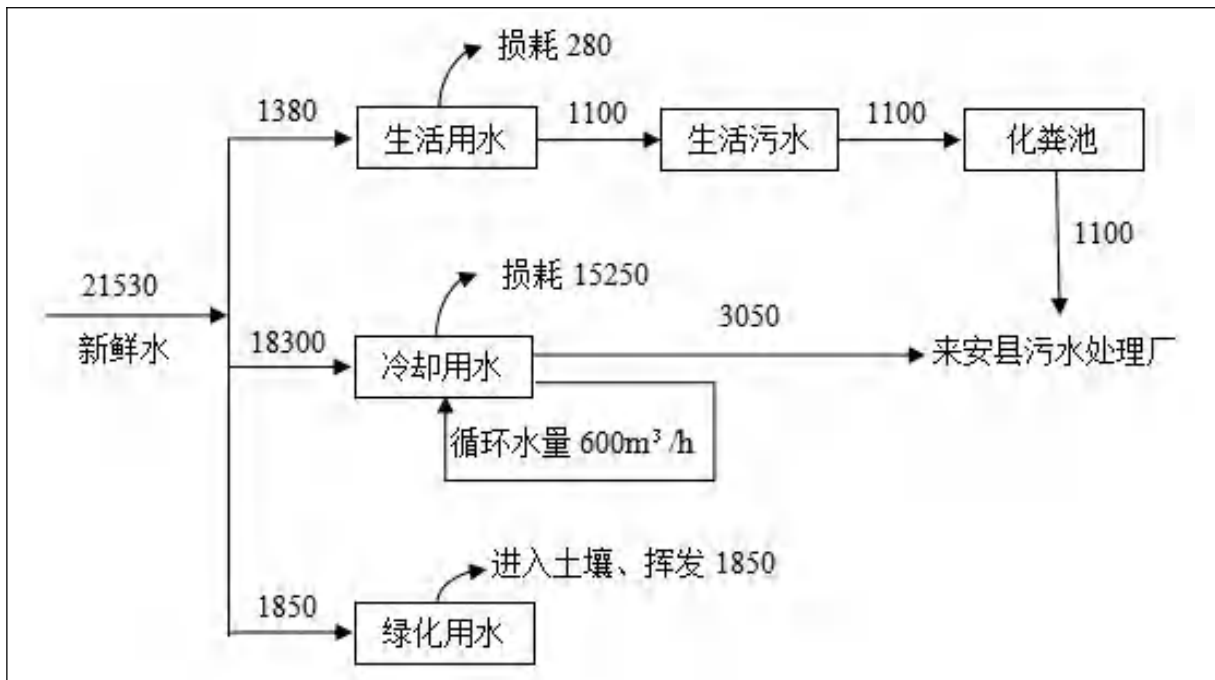 损耗 280
1380
生活用水
1100
生活污水
1100
化粪池
1100
21530
新鲜水
损耗 15250
18300
冷却用水
3050
来安县污水处理厂
循环水量 600m³ /h
进入土壤、挥发 1850
1850
绿化用水